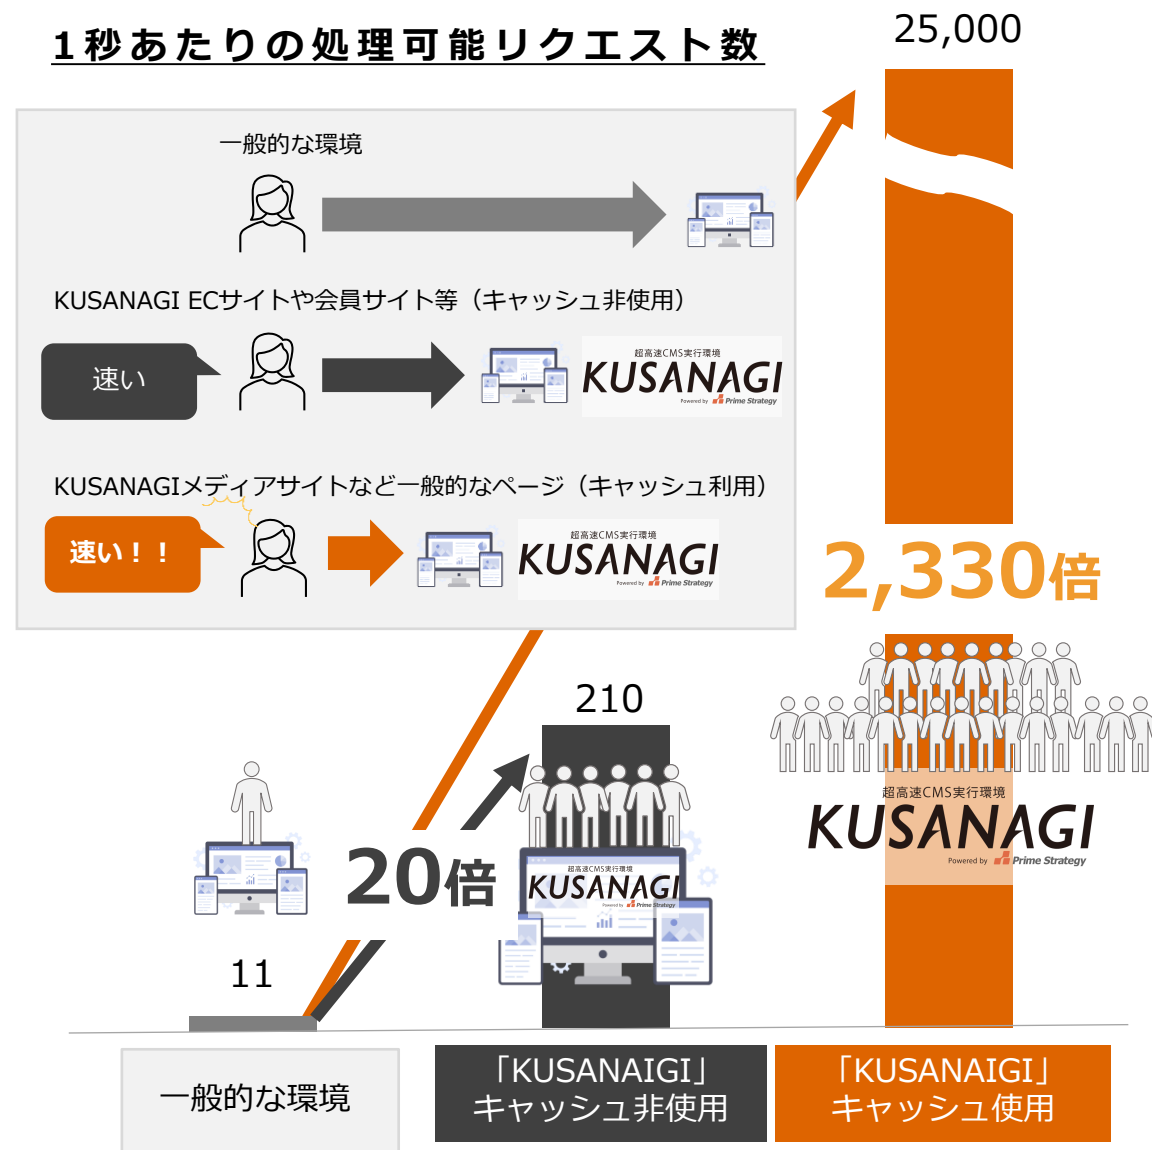 1秒あたりの処理可能リクエスト数
25,000
一般的な環境
KUSANAGI ECサイトや会員サイト等（キャッシュ非使用）
速い
超高速CMS実行環境
KUSANAGI
Powered by Prime Strategy
KUSANAGIメディアサイトなど一般的なページ（キャッシュ利用）
速い！！
超高速CMS実行環境
KUSANAGI
Powered by Prime Strategy
2,330倍
210
超高速CMS実行環境
KUSANAGI
Powered by Prime Strategy
20倍
超高速CMS実行環境
KUSANAGI
Powered by Prime Strategy
11
一般的な環境
「KUSANAIGI」
キャッシュ非使用
「KUSANAIGI」
キャッシュ使用